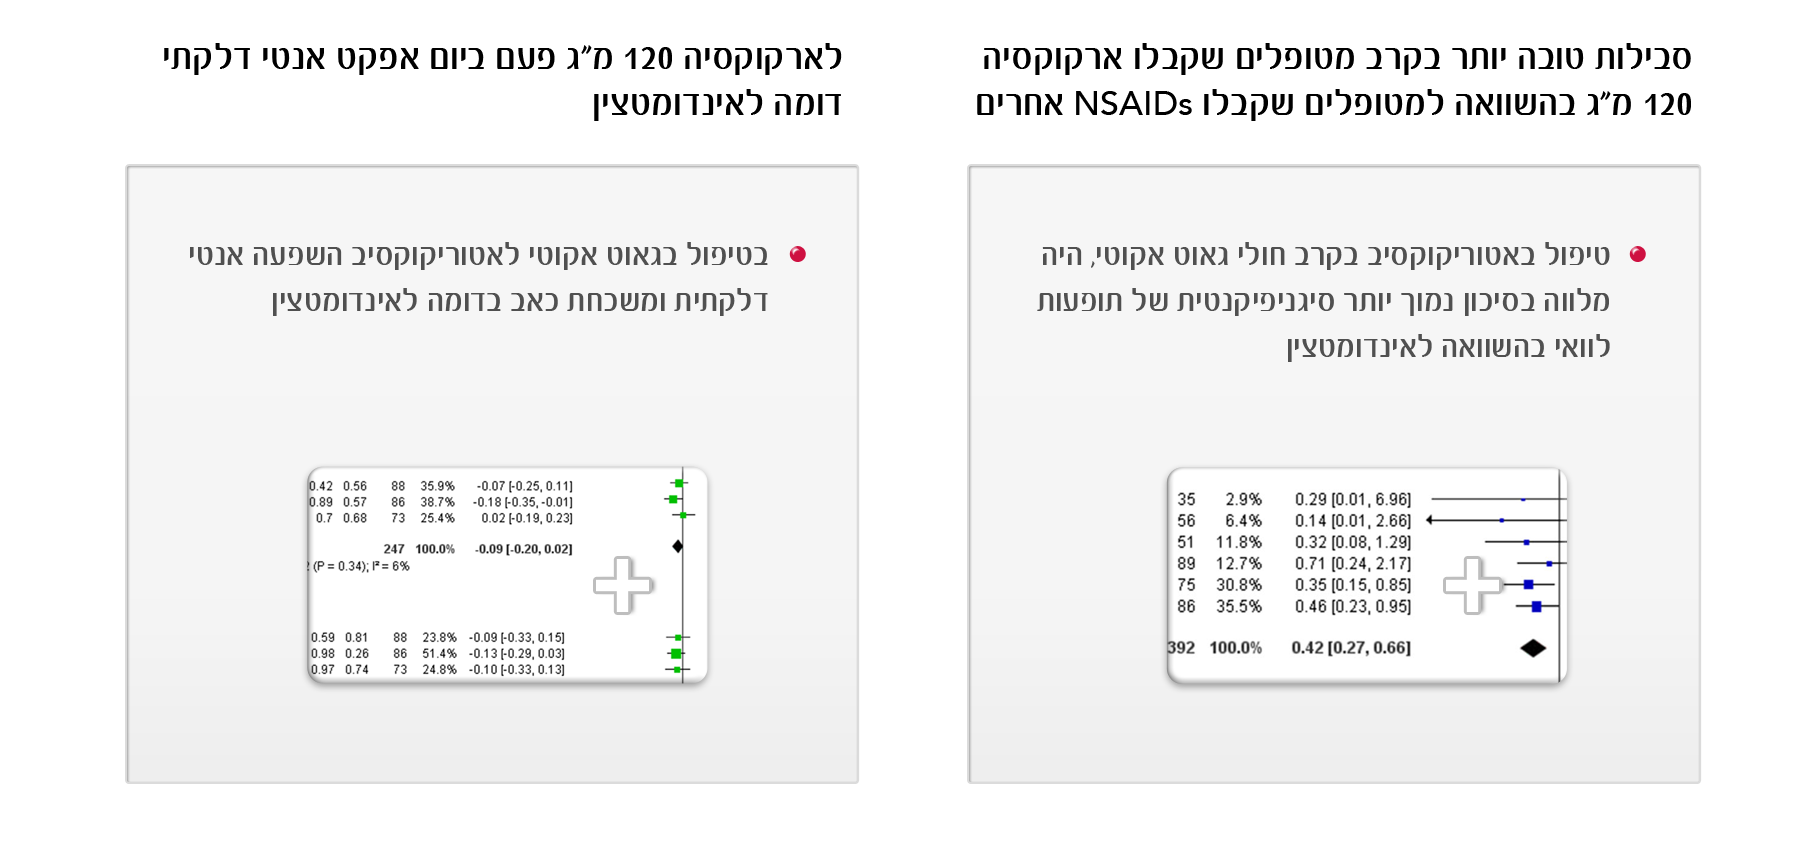 סבילות טובה יותר בקרב מטופלים שקבלו ארקוקסיה
120 מ״ג בהשוואה למטופלים שקבלו NSAIDs אחרים
טיפול באטוריקוקסיב בקרב חולי גאוט אקוטי, היה
מלווה בסיכון נמוך יותר סיגניפיקנטית של תופעות
לוואי בהשוואה לאינדומטצין
35 2.9% 0.29 [0.01, 6.96]
56 6.4% 0.14 [0.01, 2.66]
51 11.8% 0.32 [0.08, 1.29]
89 12.7% 0.71 [0.24, 2.17]
75 30.8% 0.35 [0.15, 0.85]
86 35.5% 0.46 [0.23, 0.95]
392 100.0% 0.42 [0.27, 0.66]
לארקוקסיה 120 מ״ג פעם ביום אפקט אנטי דלקתי
דומה לאינדומטצין
בטיפול בגאוט אקוטי לאטוריקוקסיב השפעה אנטי
דלקתית ומשכחת כאב בדומה לאינדומטצין
0.42 0.56 88 35.9% -0.07 [-0.25, 0.11]
0.89 0.57 86 38.7% -0.18 [-0.35, -0.01]
0.7 0.68 73 25.4% 0.02 [-0.19, 0.23]
247 100.0% -0.09 [-0.20, 0.02]
(P = 0.34); I² = 6%
0.59 0.81 88 23.8% -0.09 [-0.33, 0.15]
0.98 0.26 86 51.4% -0.13 [-0.29, 0.03]
0.97 0.74 73 24.8% -0.10 [-0.33, 0.13]